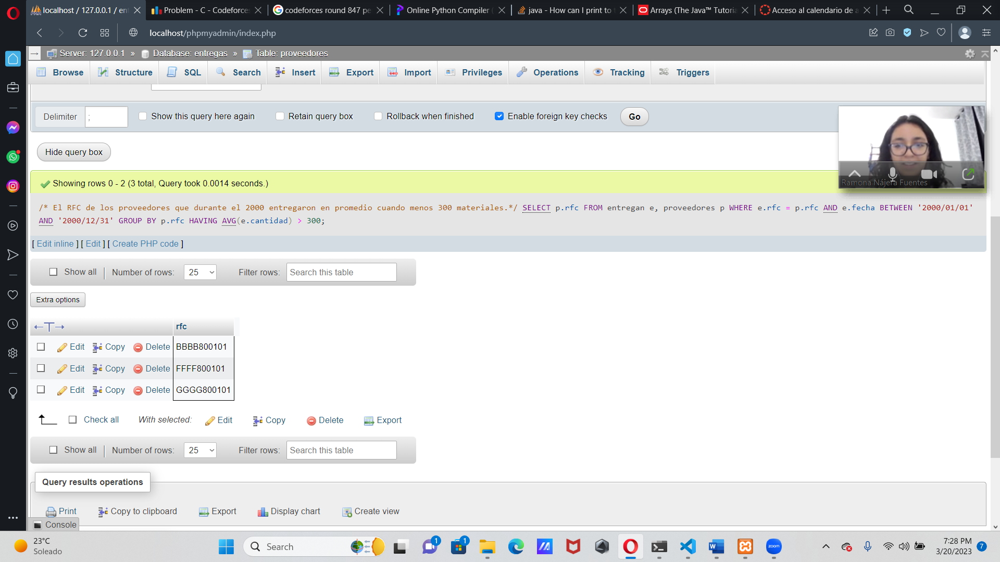 localhost / 127.0.0.1 / en
Problem - C - Codeforces
codeforces round 847 pe
Online Python Compiler (
java - How can I print to
Arrays (The Java™ Tutoria
Acceso al calendario de a
localhost/phpmyadmin/index.php
Server: 127.0.0.1 » Database: entregas » Table: proveedores
Browse Structure SQL Search Insert Export Import Privileges Operations Tracking Triggers
Delimiter ; Show this query here again Retain query box Rollback when finished Enable foreign key checks Go
Hide query box
Ramona Nájera Fuentes
Showing rows 0 - 2 (3 total, Query took 0.0014 seconds.)
/* El RFC de los proveedores que durante el 2000 entregaron en promedio cuando menos 300 materiales.*/ SELECT p.rfc FROM entregan e, proveedores p WHERE e.rfc = p.rfc AND e.fecha BETWEEN '2000/01/01'
AND '2000/12/31' GROUP BY p.rfc HAVING AVG(e.cantidad) > 300;
[ Edit inline ] [ Edit ] [ Create PHP code ]
Show all | Number of rows: 25 Filter rows: Search this table
Extra options
←T→ rfc
Edit Copy Delete BBBB800101
Edit Copy Delete FFFF800101
Edit Copy Delete GGGG800101
Check all With selected: Edit Copy Delete Export
Show all | Number of rows: 25 Filter rows: Search this table
Query results operations
Print Copy to clipboard Export Display chart Create view
Console
23°C
Soleado
Search
1
1
zoom
7:28 PM
3/20/2023
7